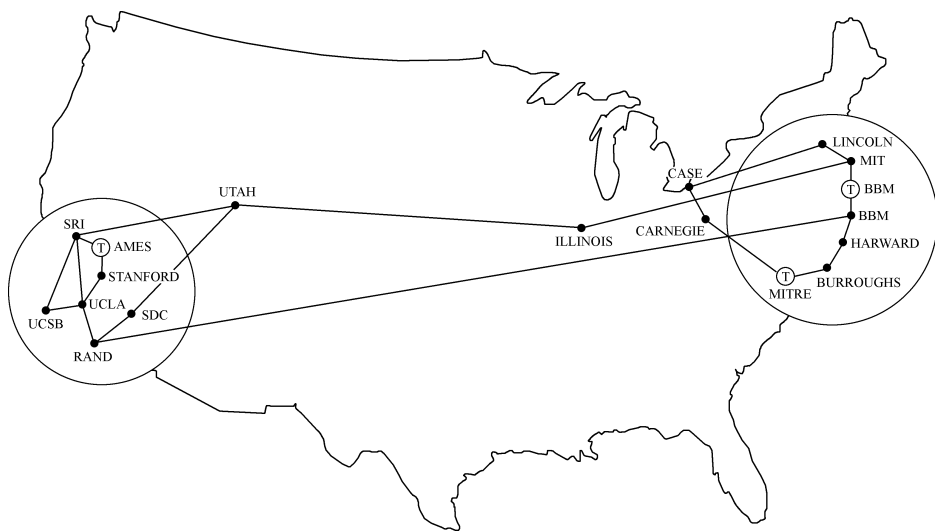 LINCOLN
MIT
CASE
T BBM
UTAH
BBM
SRI
CARNEGIE
ILLINOIS
HARWARD
T AMES
STANFORD
T
BURROUGHS
MITRE
UCLA
SDC
UCSB
RAND